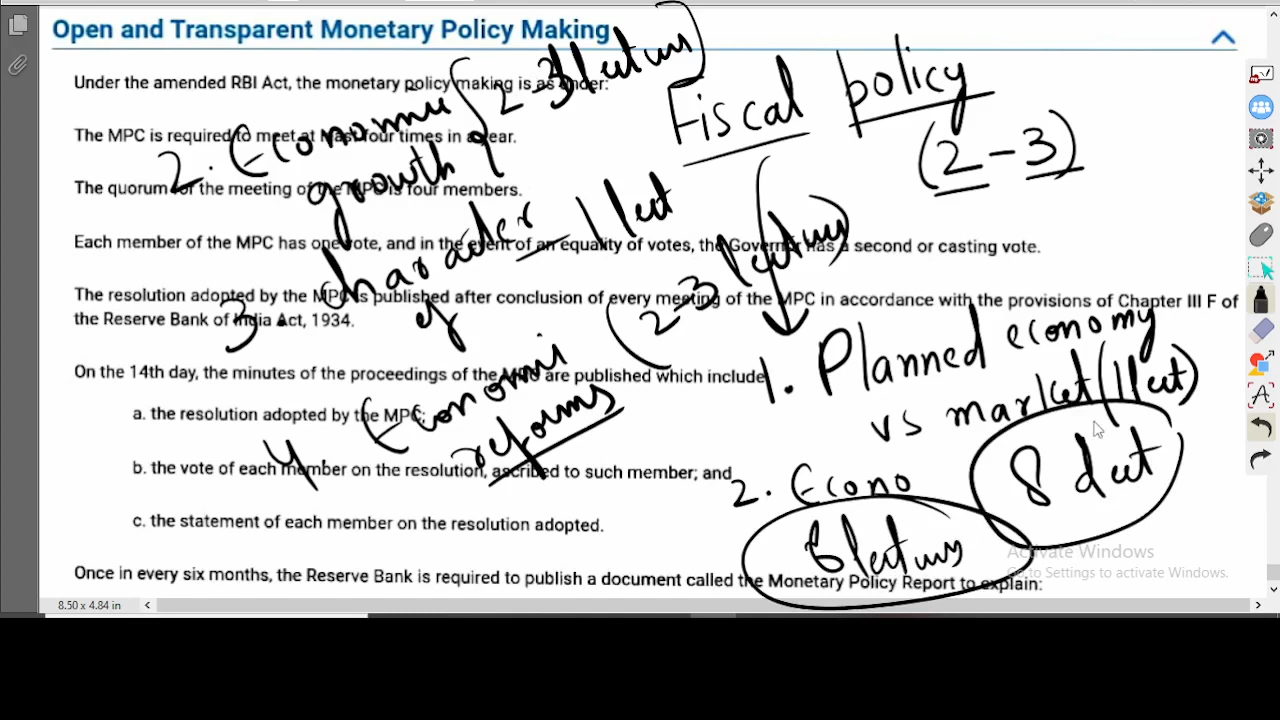 Open and Transparent Monetary Policy Making
Under the amended RBI Act, the monetary policy making is as under:
The MPC is required to meet at least four times in a year.
The quorum for the meeting of the MPC is four members.
Each member of the MPC has one vote, and in the event of an equality of votes, the Governor has a second or casting vote.
The resolution adopted by the MPC is published after conclusion of every meeting of the MPC in accordance with the provisions of Chapter III F of
the Reserve Bank of India Act, 1934.
On the 14th day, the minutes of the proceedings of the MPC are published which include
a. the resolution adopted by the MPC;
b. the vote of each member on the resolution, ascribed to such member; and
c. the statement of each member on the resolution adopted.
Once in every six months, the Reserve Bank is required to publish a document called the Monetary Policy Report to explain:
Fiscal policy
(2-3)
1. Planned economy
vs market (1 lect)
2. Econo
8 lect
6 lectures
2. Economic
growth
(2-3 lectures)
3 character 1 lect
of
4 Economic
reforms
(2-3 lectures)
Activate Windows
Go to Settings to activate Windows.
8.50 x 4.84 in